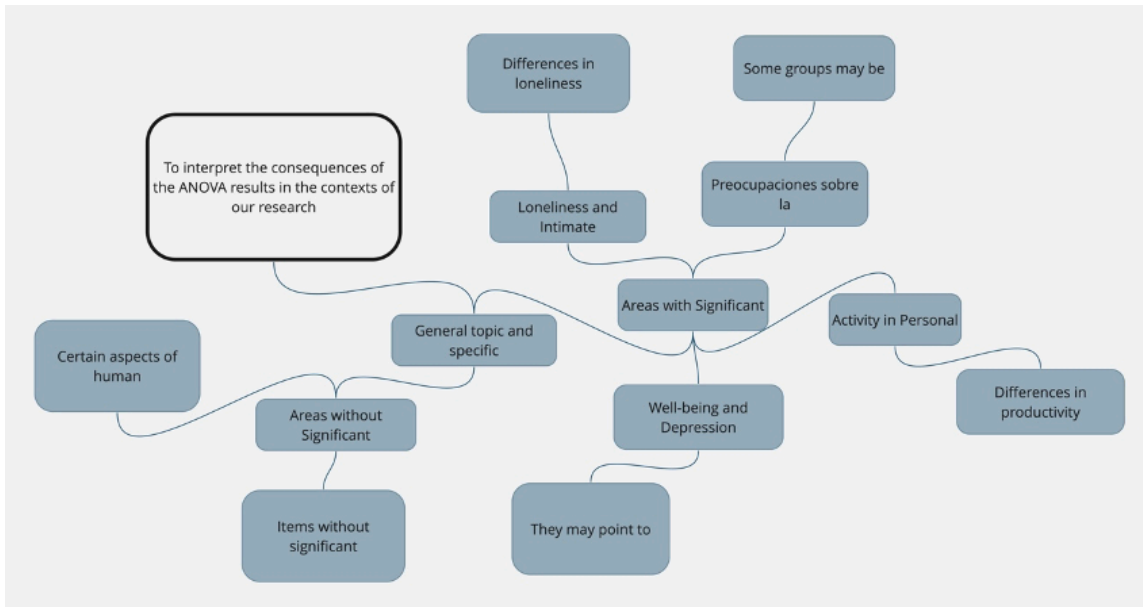 Differences in
loneliness
Some groups may be
To interpret the consequences of
the ANOVA results in the contexts of
our research
Preocupaciones sobre
la
Loneliness and
Intimate
Areas with Significant
Activity in Personal
General topic and
specific
Certain aspects of
human
Differences in
productivity
Well-being and
Depression
Areas without
Significant
They may point to
Items without
significant